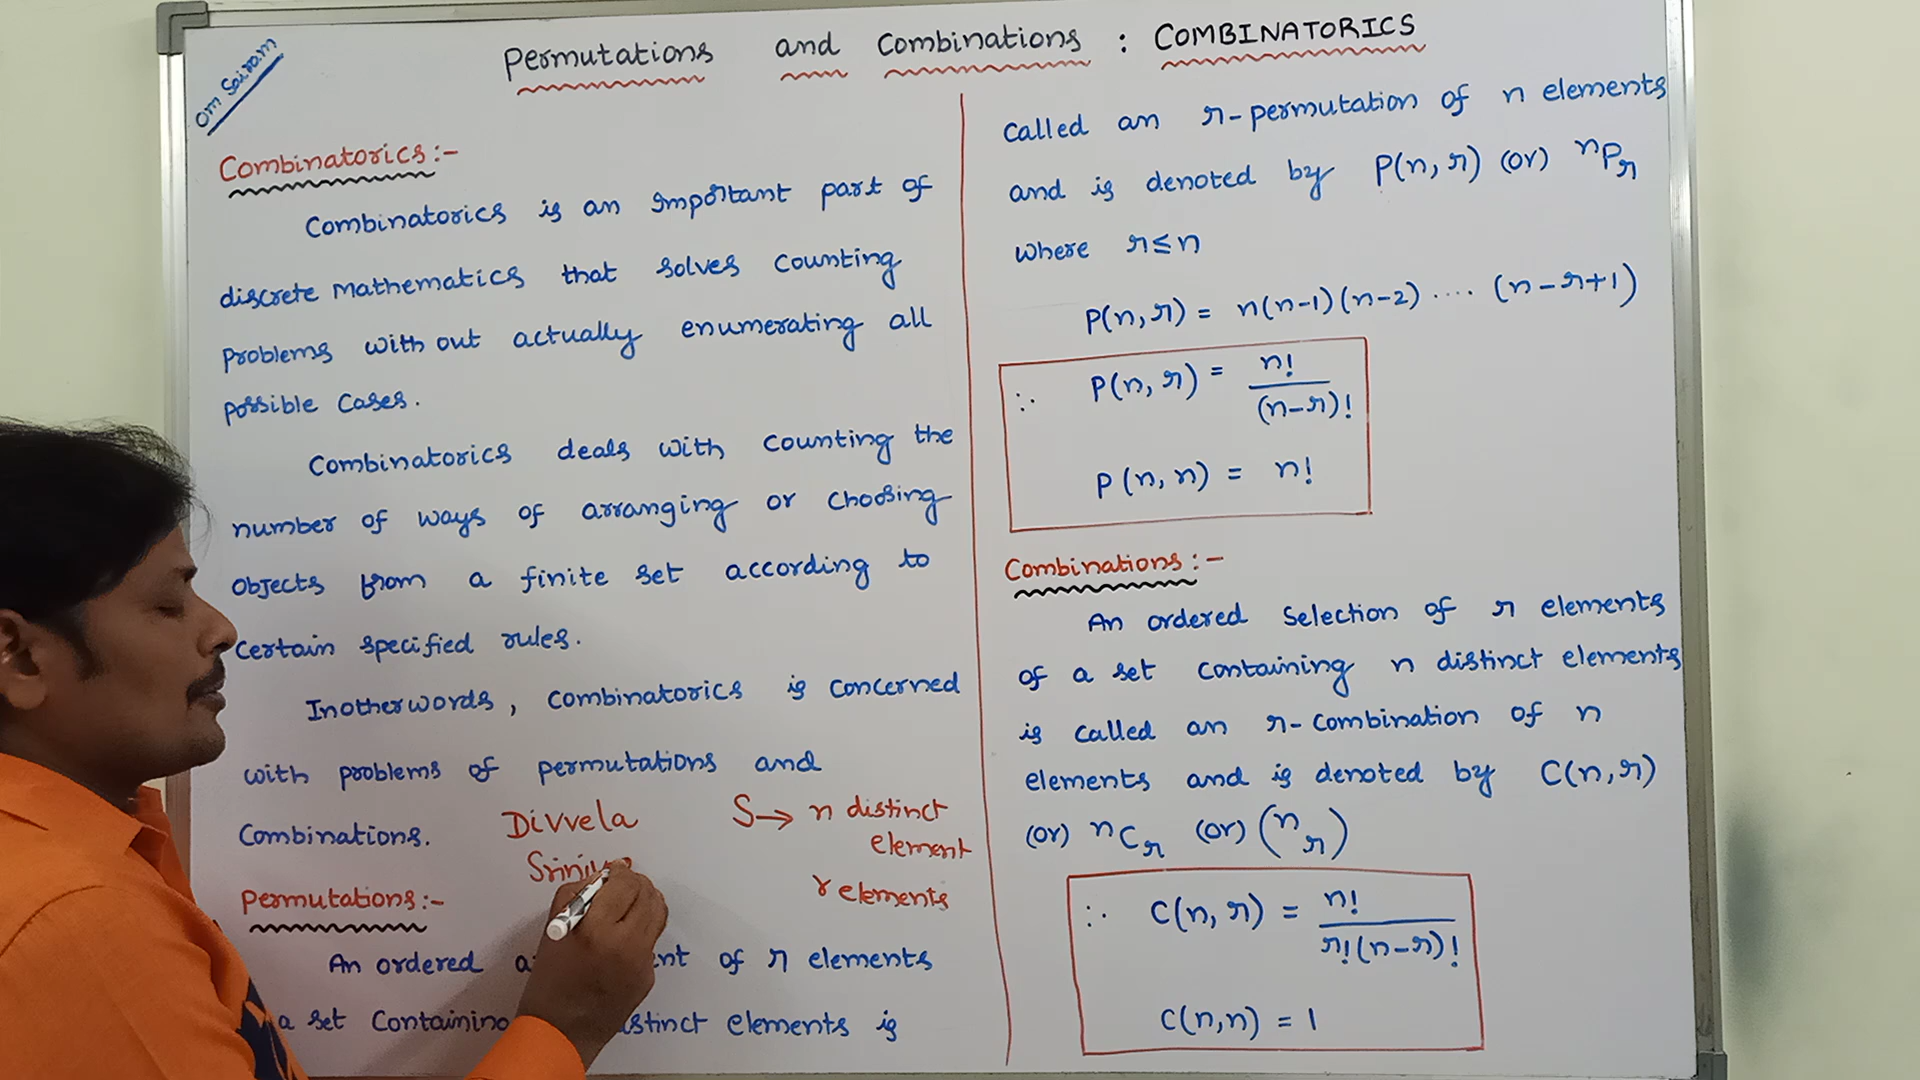 Om Sairam
Permutations and Combinations : COMBINATORICS
Combinatorics:-
Combinatorics is an important part of
discrete Mathematics that solves counting
problems without actually enumerating all
possible cases.
Combinatorics deals with counting the
number of ways of arranging or choosing
objects from a finite set according to
certain specified rules.
Inotherwords, combinatorics is concerned
with problems of permutations and
Combinations.
Divvela
S→ n distinct
element
r elements
Permutations:-
An ordered of r elements
a set Containing distinct elements is
called an r-permutation of n elements
and is denoted by P(n,r) (or) ⁿPᵣ
where r≤n
P(n,r) = n(n-1)(n-2) .... (n-r+1)
∴ P(n,r) = n!/(n-r)!
P(n,n) = n!
Combinations:-
An ordered selection of r elements
of a set containing n distinct elements
is called an r-combination of n
elements and is denoted by C(n,r)
(or) ⁿCᵣ (or) (n r)
∴ C(n,r) = n!/r!(n-r)!
C(n,n) = 1